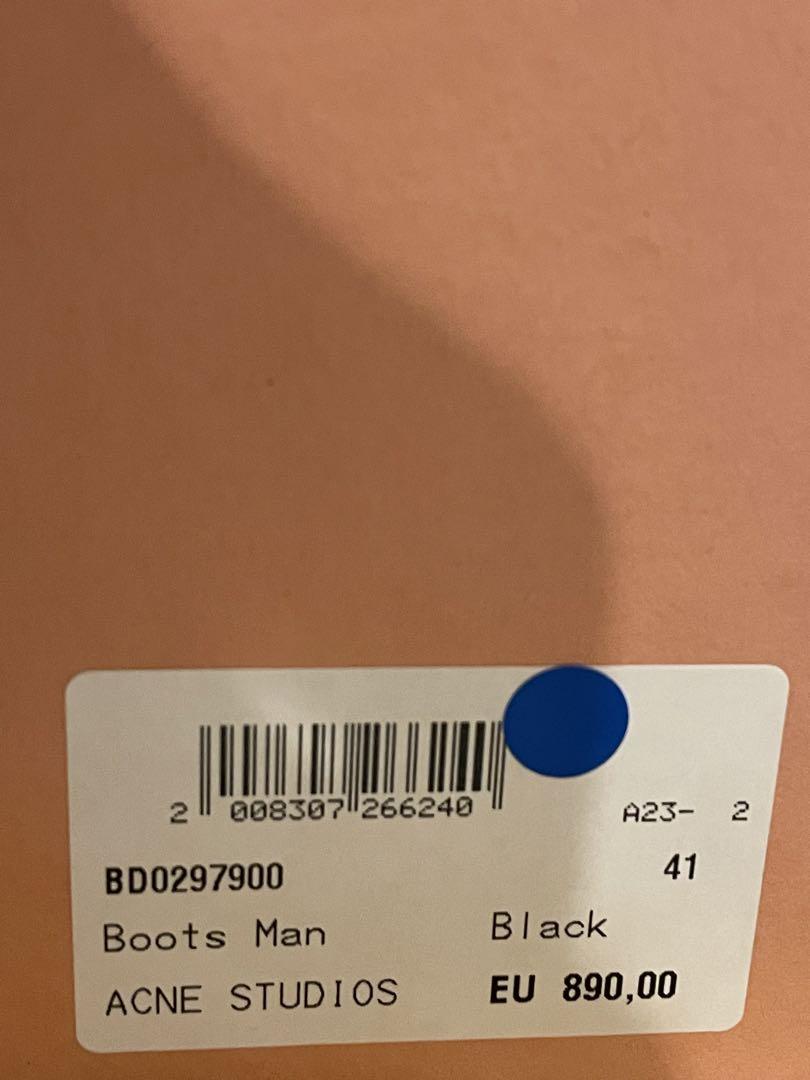 2 008307 266240
A23- 2
BD0297900 41
Boots Man Black
ACNE STUDIOS EU 890,00